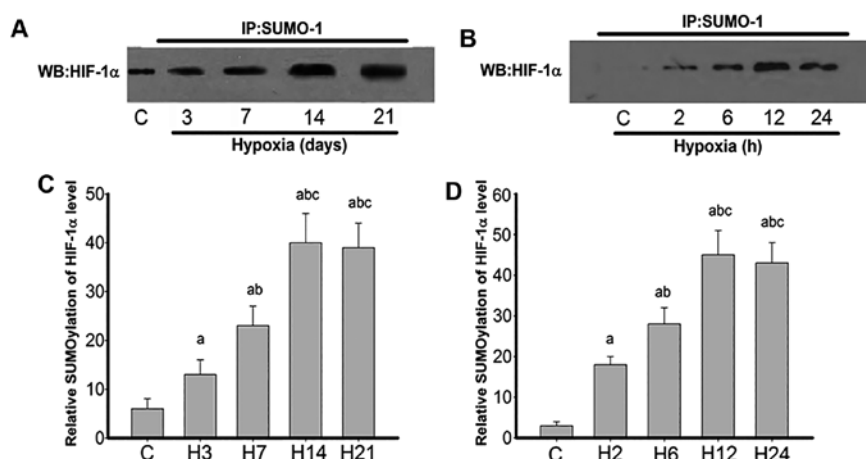 A
IP:SUMO-1
WB:HIF-1α
C 3 7 14 21
Hypoxia (days)
B
IP:SUMO-1
WB:HIF-1α
C 2 6 12 24
Hypoxia (h)
C
Relative SUMOylation of HIF-1α level
50
40
30
20
10
0
a
ab
abc
abc
C H3 H7 H14 H21
D
Relative SUMOylation of HIF-1α level
60
50
40
30
20
10
0
a
ab
abc
abc
C H2 H6 H12 H24